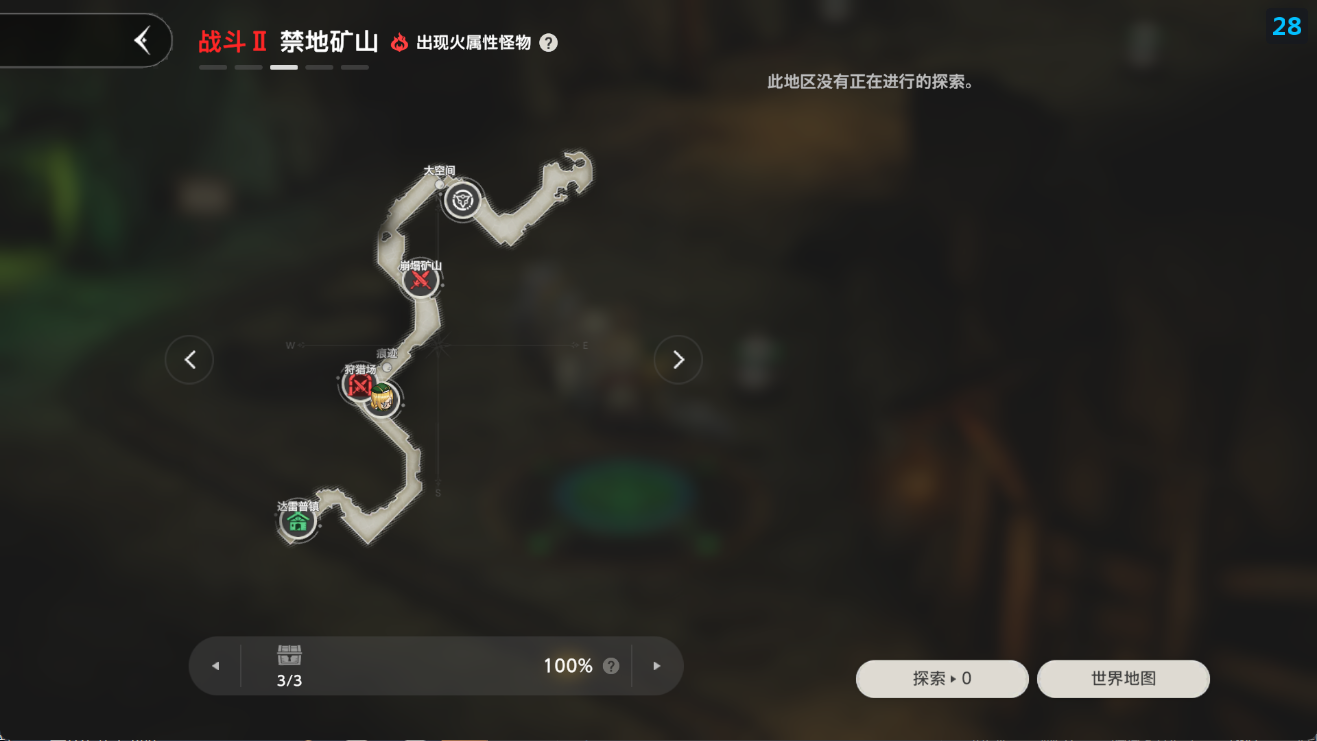 28
战斗 II 禁地矿山 出现火属性怪物 ?
此地区没有正在进行的探索。
大空间
崩塌矿山
W E
痕迹
狩猎场
S
达雷普镇
3/3
100% ?
探索 ▸ 0
世界地图